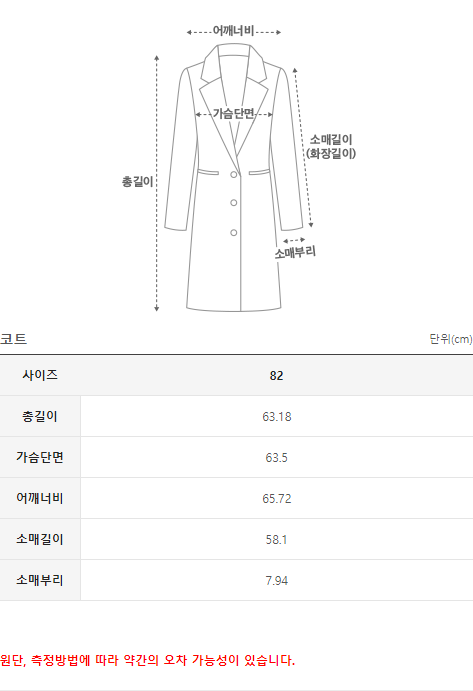 어깨너비
가슴단면
소매길이
(화장길이)
총길이
소매부리
코트 단위(cm)
사이즈 82
총길이 63.18
가슴단면 63.5
어깨너비 65.72
소매길이 58.1
소매부리 7.94
원단, 측정방법에 따라 약간의 오차 가능성이 있습니다.